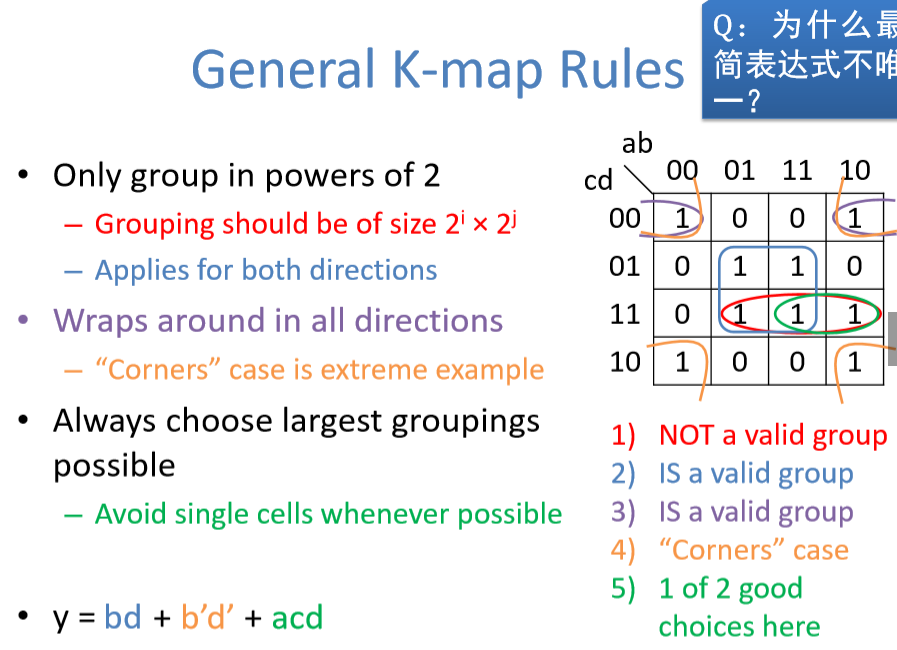 Q: 为什么最
简表达式不唯
一?
General K-map Rules
• Only group in powers of 2
– Grouping should be of size 2ⁱ × 2ʲ
– Applies for both directions
• Wraps around in all directions
– “Corners” case is extreme example
• Always choose largest groupings
possible
– Avoid single cells whenever possible
• y = bd + b′d′ + acd
ab
cd
00 01 11 10
00 1 0 0 1
01 0 1 1 0
11 0 1 1 1
10 1 0 0 1
1) NOT a valid group
2) IS a valid group
3) IS a valid group
4) “Corners” case
5) 1 of 2 good
choices here